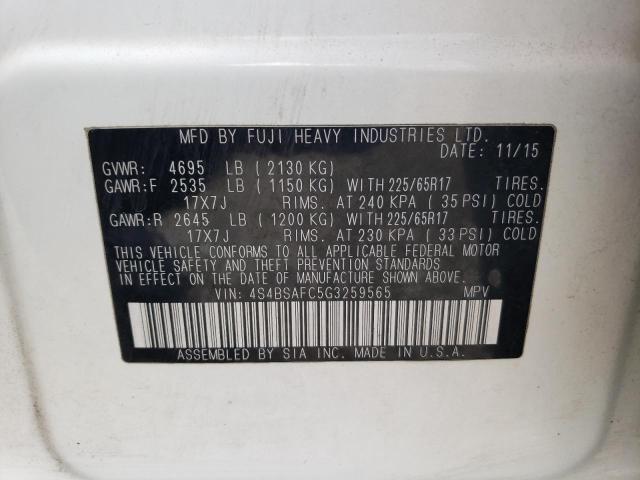 MFD BY FUJI HEAVY INDUSTRIES LTD.
DATE: 11/15
GVWR: 4695 LB ( 2130 KG)
GAWR:F 2535 LB ( 1150 KG) WITH 225/65R17 TIRES.
17X7J RIMS. AT 240 KPA ( 35 PSI) COLD
GAWR:R 2645 LB ( 1200 KG) WITH 225/65R17 TIRES.
17X7J RIMS. AT 230 KPA ( 33 PSI) COLD
THIS VEHICLE CONFORMS TO ALL APPLICABLE FEDERAL MOTOR
VEHICLE SAFETY AND THEFT PREVENTION STANDARDS
IN EFFECT ON THE DATE OF MANUFACTURE SHOWN ABOVE.
VIN: 4S4BSAFC5G3259565 MPV
ASSEMBLED BY SIA INC. MADE IN U.S.A.